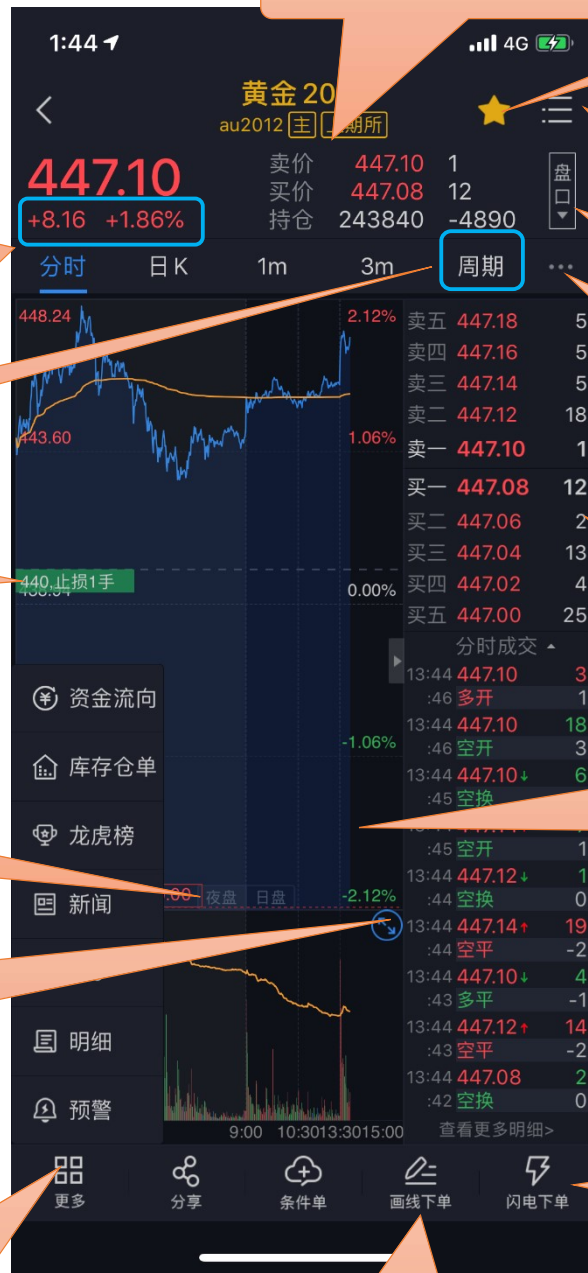 1:44
4G
黄金20
au2012 主 期所
447.10
卖价 447.10 1
买价 447.08 12
盘口
+8.16 +1.86%
持仓 243840 -4890
分时 日K 1m 3m 周期
448.24 2.12%
卖五 447.18 5
卖四 447.16 5
卖三 447.14 5
卖二 447.12 18
443.60 1.06%
卖一 447.10 1
买一 447.08 12
买二 447.06 2
买三 447.04 13
440,止损1手
0.00%
买四 447.02 4
买五 447.00 25
分时成交
13:44 447.10 3
:46 多开 1
13:44 447.10 18
:46 空开 3
-1.06%
13:44 447.10↓ 6
:45 空换
:45 空开 1
13:44 447.12↓ 1
:44 空换 0
13:44 447.14↑ 19
:44 空平 -2
13:44 447.10↓ 4
:43 多平 -1
13:44 447.12↑ 14
:43 空平 -2
13:44 447.08 2
:42 空换 0
查看更多明细>
资金流向
库存仓单
龙虎榜
新闻
明细
预警
夜盘 日盘 -2.12%
9:00 10:30 13:30 15:00
更多 分享 条件单 画线下单 闪电下单